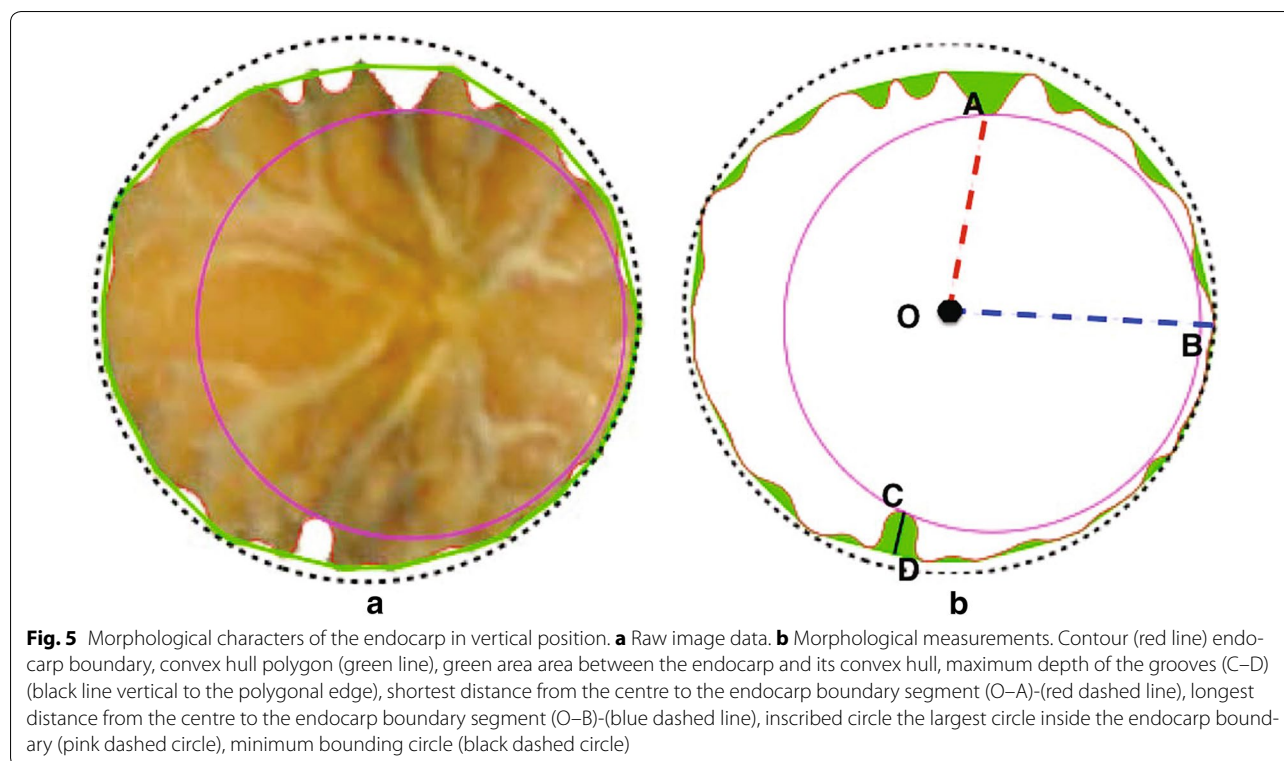 A
O
B
C
D
a
b
Fig. 5 Morphological characters of the endocarp in vertical position. a Raw image data. b Morphological measurements. Contour (red line) endo-
carp boundary, convex hull polygon (green line), green area area between the endocarp and its convex hull, maximum depth of the grooves (C–D)
(black line vertical to the polygonal edge), shortest distance from the centre to the endocarp boundary segment (O–A)-(red dashed line), longest
distance from the centre to the endocarp boundary segment (O–B)-(blue dashed line), inscribed circle the largest circle inside the endocarp bound-
ary (pink dashed circle), minimum bounding circle (black dashed circle)